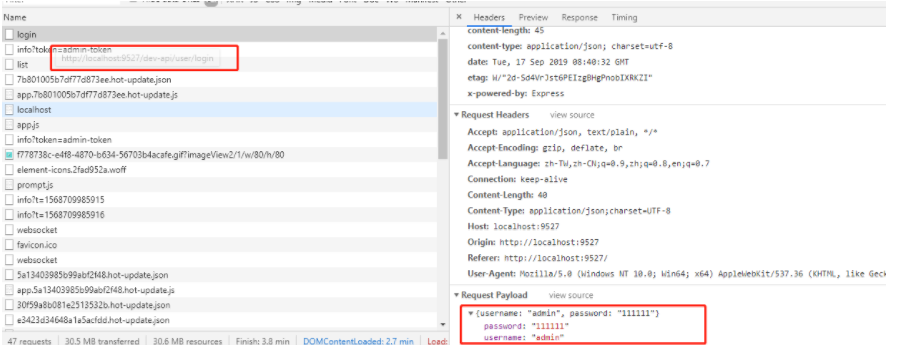 Name
login
info?token=admin-token
http://localhost:9527/dev-api/user/login
list
7b801005b7df77d873ee.hot-update.json
app.7b801005b7df77d873ee.hot-update.js
localhost
app.js
info?token=admin-token
f778738c-e4f8-4870-b634-56703b4acafe.gif?imageView2/1/w/80/h/80
element-icons.2fad952a.woff
prompt.js
info?t=1568709985915
info?t=1568709985916
websocket
favicon.ico
websocket
5a13403985b99abf2f48.hot-update.json
app.5a13403985b99abf2f48.hot-update.js
30f59a8b081e2513532b.hot-update.json
e3423d34648a1a5acfdd.hot-update.json
47 requests 30.5 MB transferred 30.6 MB resources Finish: 3.8 min DOMContentLoaded: 2.7 min Load:
× Headers Preview Response Timing
content-length: 45
content-type: application/json; charset=utf-8
date: Tue, 17 Sep 2019 08:40:32 GMT
etag: W/"2d-Sd4VrJst6PEIzgBHgPnobIXRKZI"
x-powered-by: Express
▼ Request Headers view source
Accept: application/json, text/plain, */*
Accept-Encoding: gzip, deflate, br
Accept-Language: zh-TW,zh-CN;q=0.9,zh;q=0.8,en;q=0.7
Connection: keep-alive
Content-Length: 40
Content-Type: application/json;charset=UTF-8
Host: localhost:9527
Origin: http://localhost:9527
Referer: http://localhost:9527/
User-Agent: Mozilla/5.0 (Windows NT 10.0; Win64; x64) AppleWebKit/537.36 (KHTML, like Geck
▼ Request Payload view source
▼ {username: "admin", password: "111111"}
password: "111111"
username: "admin"